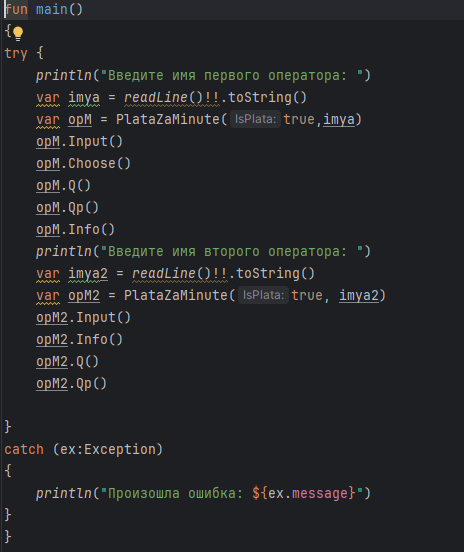 fun main()
{
try {
println("Введите имя первого оператора: ")
var imya = readLine()!!.toString()
var opM = PlataZaMinute( IsPlata: true,imya)
opM.Input()
opM.Choose()
opM.Q()
opM.Qp()
opM.Info()
println("Введите имя второго оператора: ")
var imya2 = readLine()!!.toString()
var opM2 = PlataZaMinute( IsPlata: true, imya2)
opM2.Input()
opM2.Info()
opM2.Q()
opM2.Qp()
}
catch (ex:Exception)
{
println("Произошла ошибка: ${ex.message}")
}
}